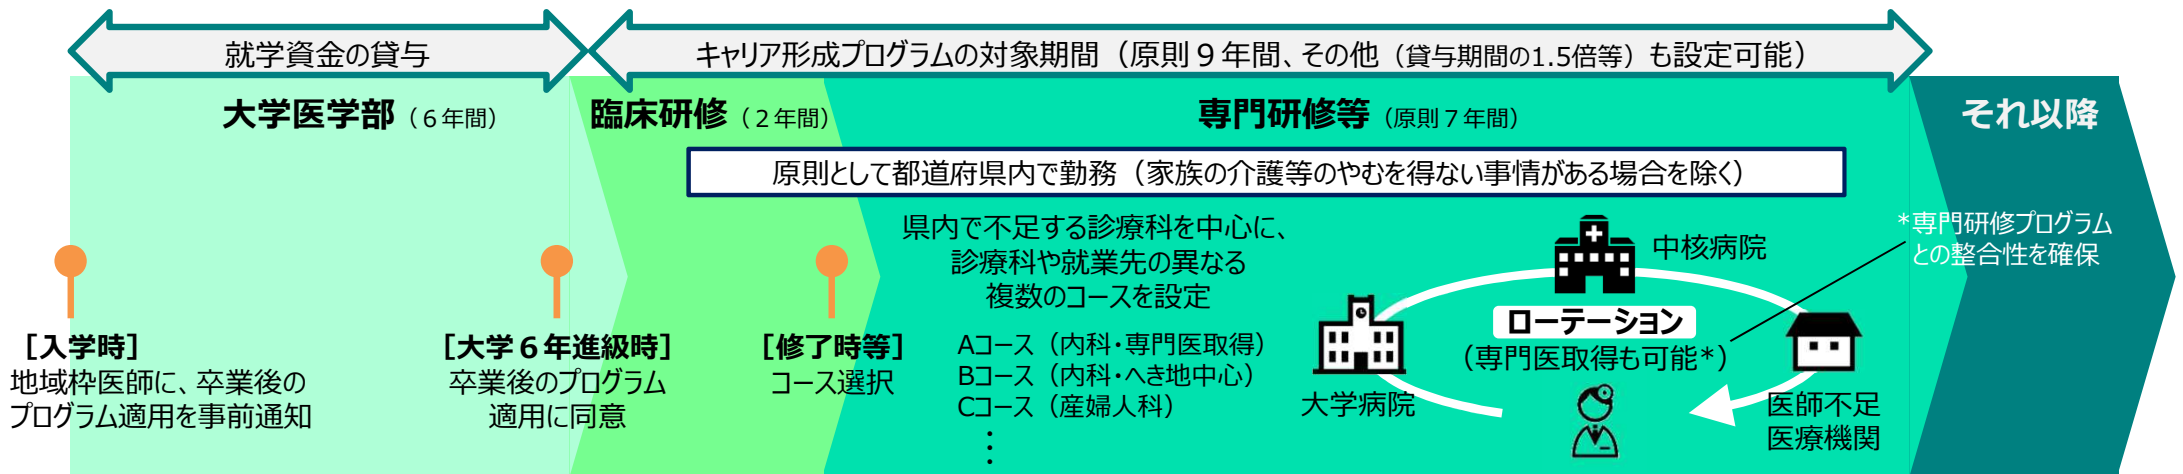 就学資金の貸与
キャリア形成プログラムの対象期間（原則９年間、その他（貸与期間の1.5倍等）も設定可能）
大学医学部（６年間）
臨床研修（２年間）
専門研修等（原則７年間）
それ以降
原則として都道府県内で勤務（家族の介護等のやむを得ない事情がある場合を除く）
［入学時］
地域枠医師に、卒業後の
プログラム適用を事前通知
［大学６年進級時］
卒業後のプログラム
適用に同意
［修了時等］
コース選択
県内で不足する診療科を中心に、
診療科や就業先の異なる
複数のコースを設定
Aコース（内科・専門医取得）
Bコース（内科・へき地中心）
Cコース（産婦人科）
：
中核病院
ローテーション
（専門医取得も可能*）
大学病院
医師不足
医療機関
*専門研修プログラム
との整合性を確保